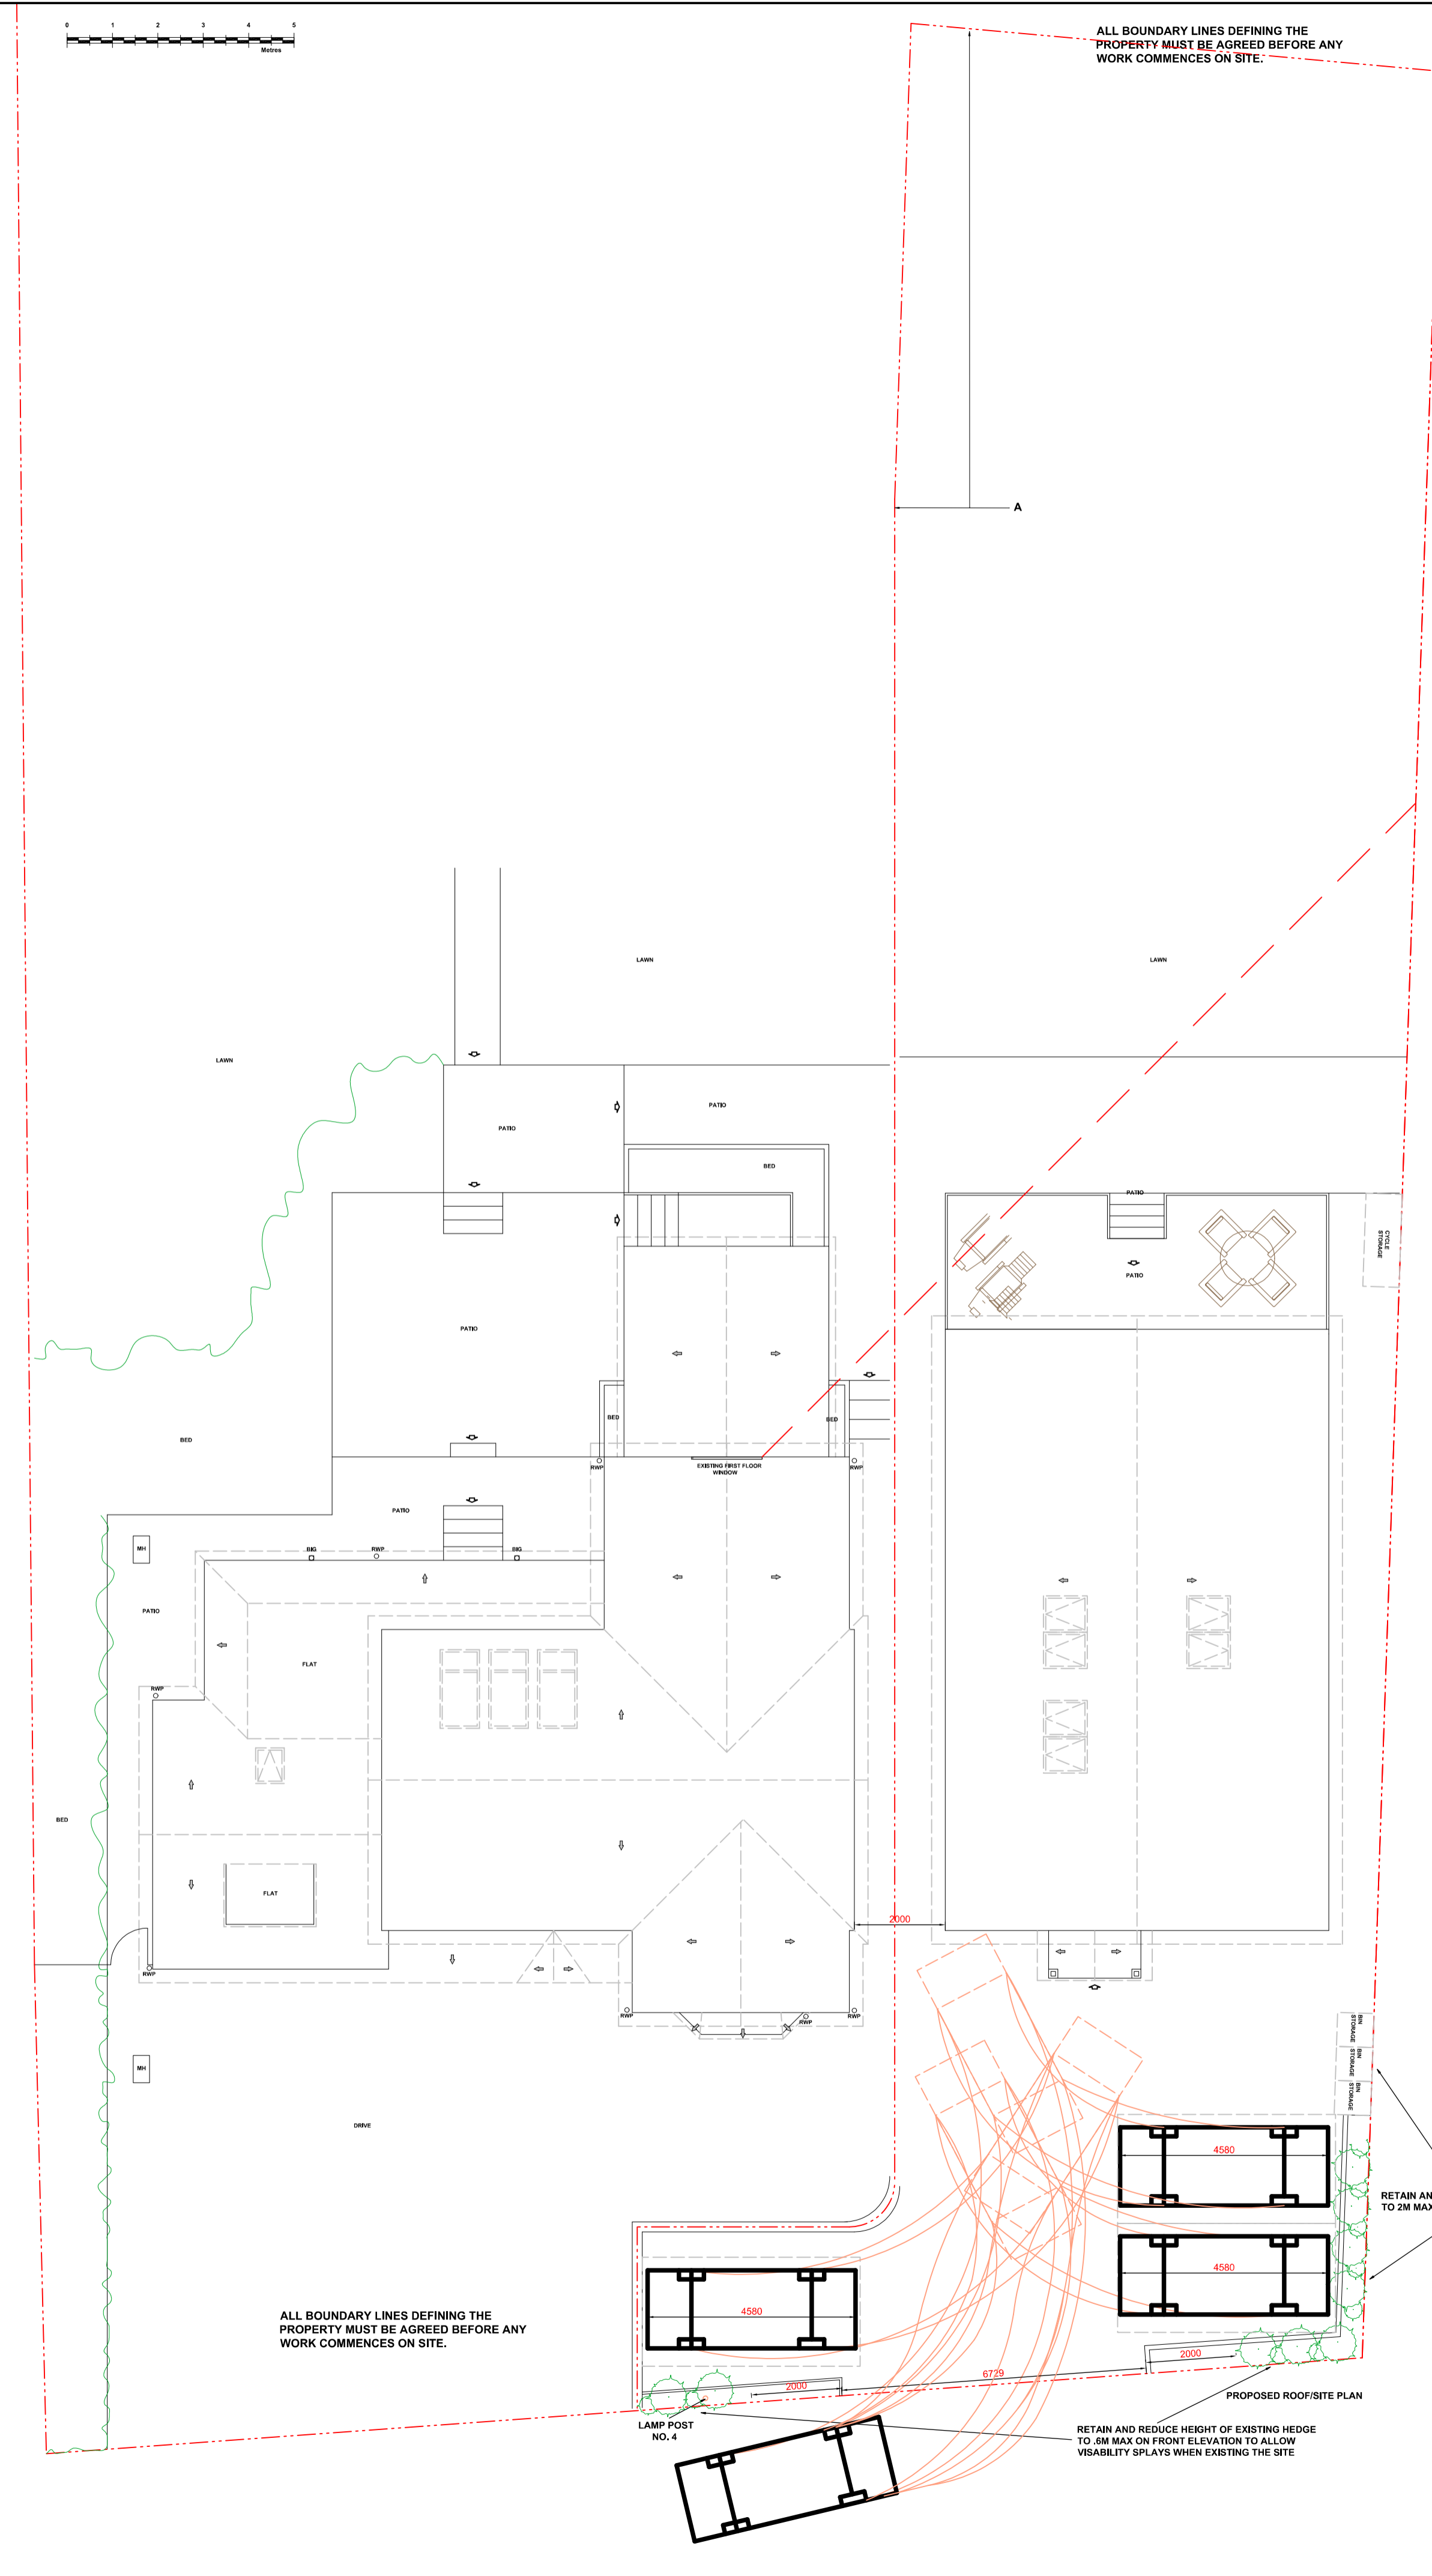 0 1 2 3 4 5
Metres
ALL BOUNDARY LINES DEFINING THE
PROPERTY MUST BE AGREED BEFORE ANY
WORK COMMENCES ON SITE.
A
LAWN
LAWN
LAWN
PATIO
PATIO
BED
PATIO
CYCLE
STORAGE
PATIO
PATIO
BED
BED
BED
EXISTING FIRST FLOOR
WINDOW
RWP
RWP
PATIO
MH
BIG
RWP
BIG
PATIO
FLAT
RWP
BED
FLAT
2000
RWP
RWP
RWP
RWP
BIN
STORAGE
BIN
STORAGE
BIN
STORAGE
MH
DRIVE
4580
RETAIN AN
TO 2M MAX
4580
4580
ALL BOUNDARY LINES DEFINING THE
PROPERTY MUST BE AGREED BEFORE ANY
WORK COMMENCES ON SITE.
2000
6729
2000
PROPOSED ROOF/SITE PLAN
LAMP POST
NO. 4
RETAIN AND REDUCE HEIGHT OF EXISTING HEDGE
TO .6M MAX ON FRONT ELEVATION TO ALLOW
VISABILITY SPLAYS WHEN EXISTING THE SITE